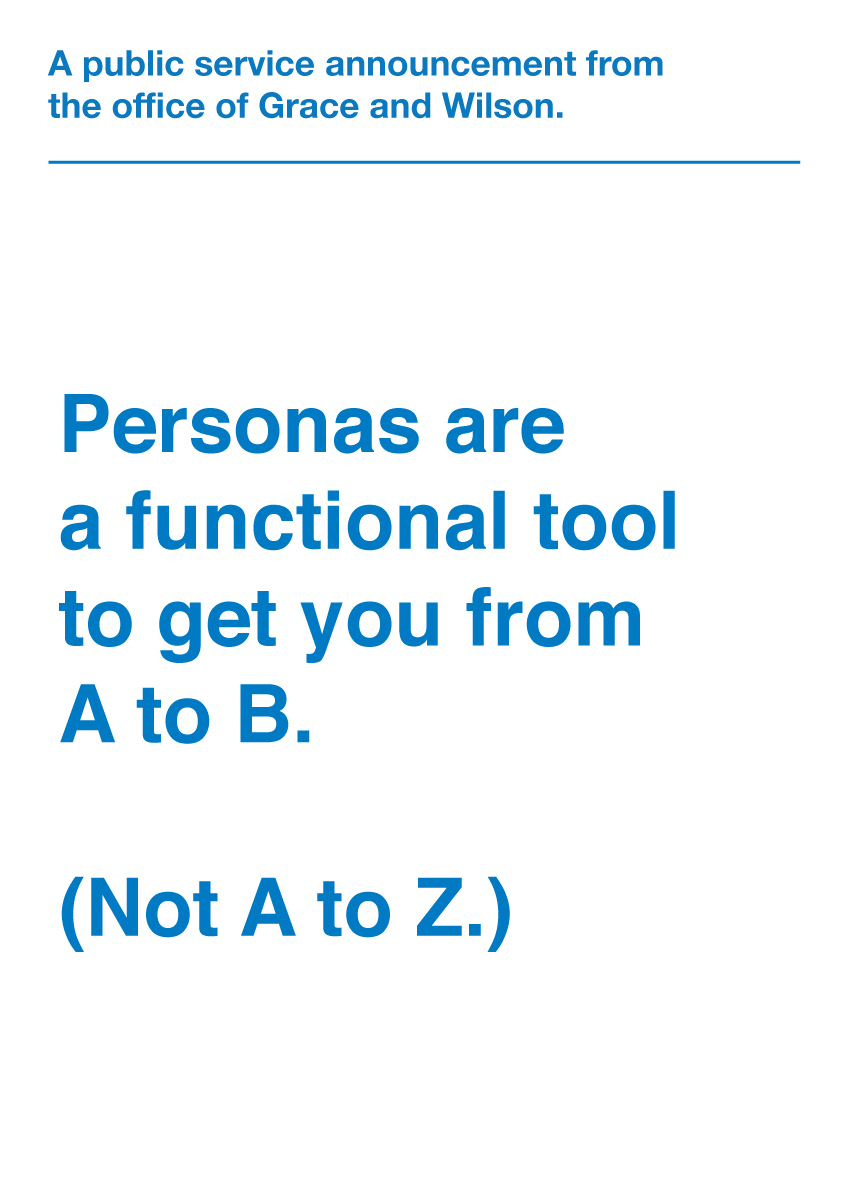 A public service announcement from
the office of Grace and Wilson.
Personas are
a functional tool
to get you from
A to B.
(Not A to Z.)